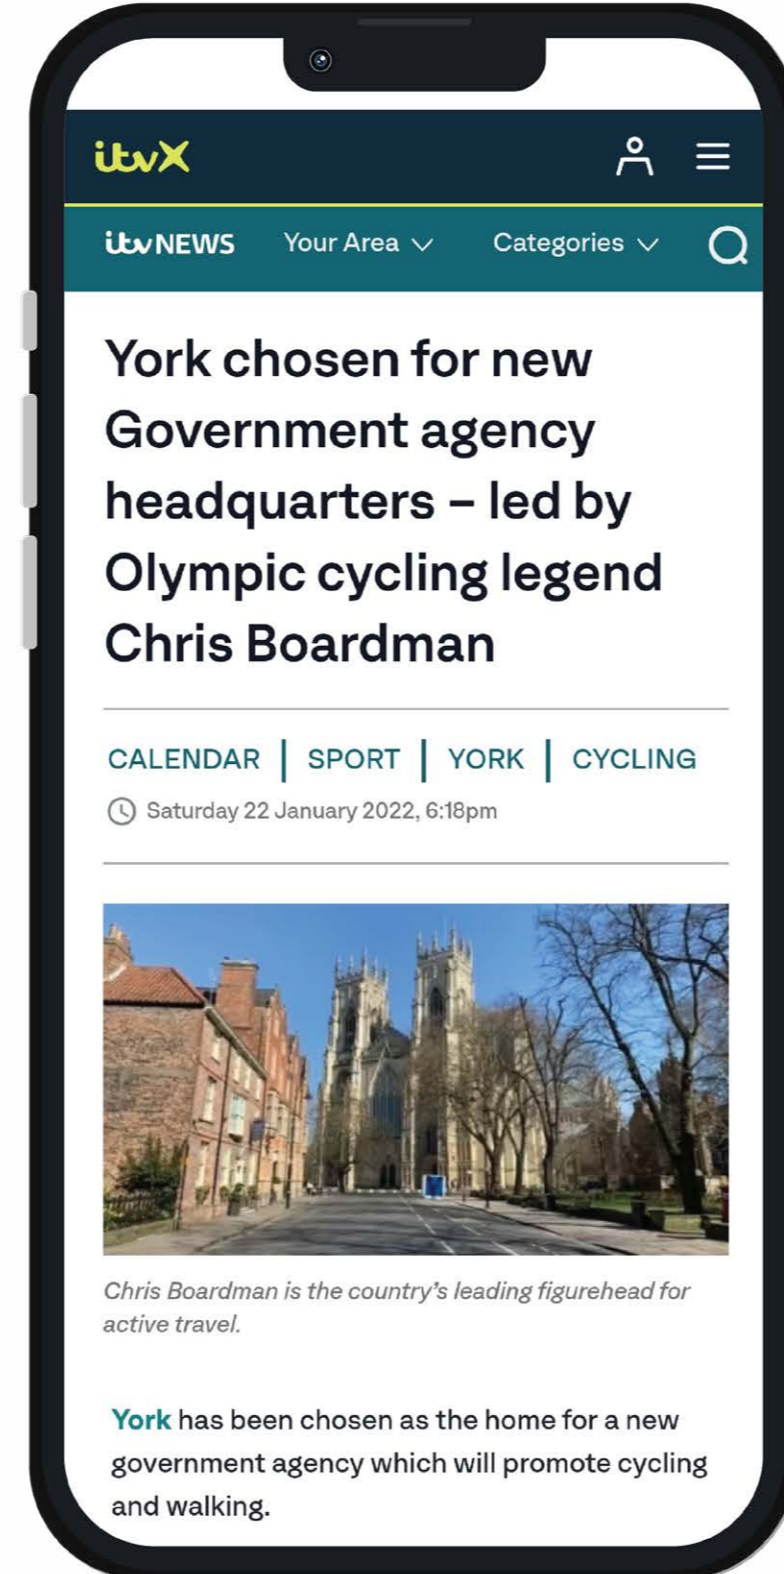 itvX
itv NEWS Your Area Categories
York chosen for new
Government agency
headquarters – led by
Olympic cycling legend
Chris Boardman
CALENDAR | SPORT | YORK | CYCLING
Saturday 22 January 2022, 6:18pm
Chris Boardman is the country’s leading figurehead for
active travel.
York has been chosen as the home for a new
government agency which will promote cycling
and walking.